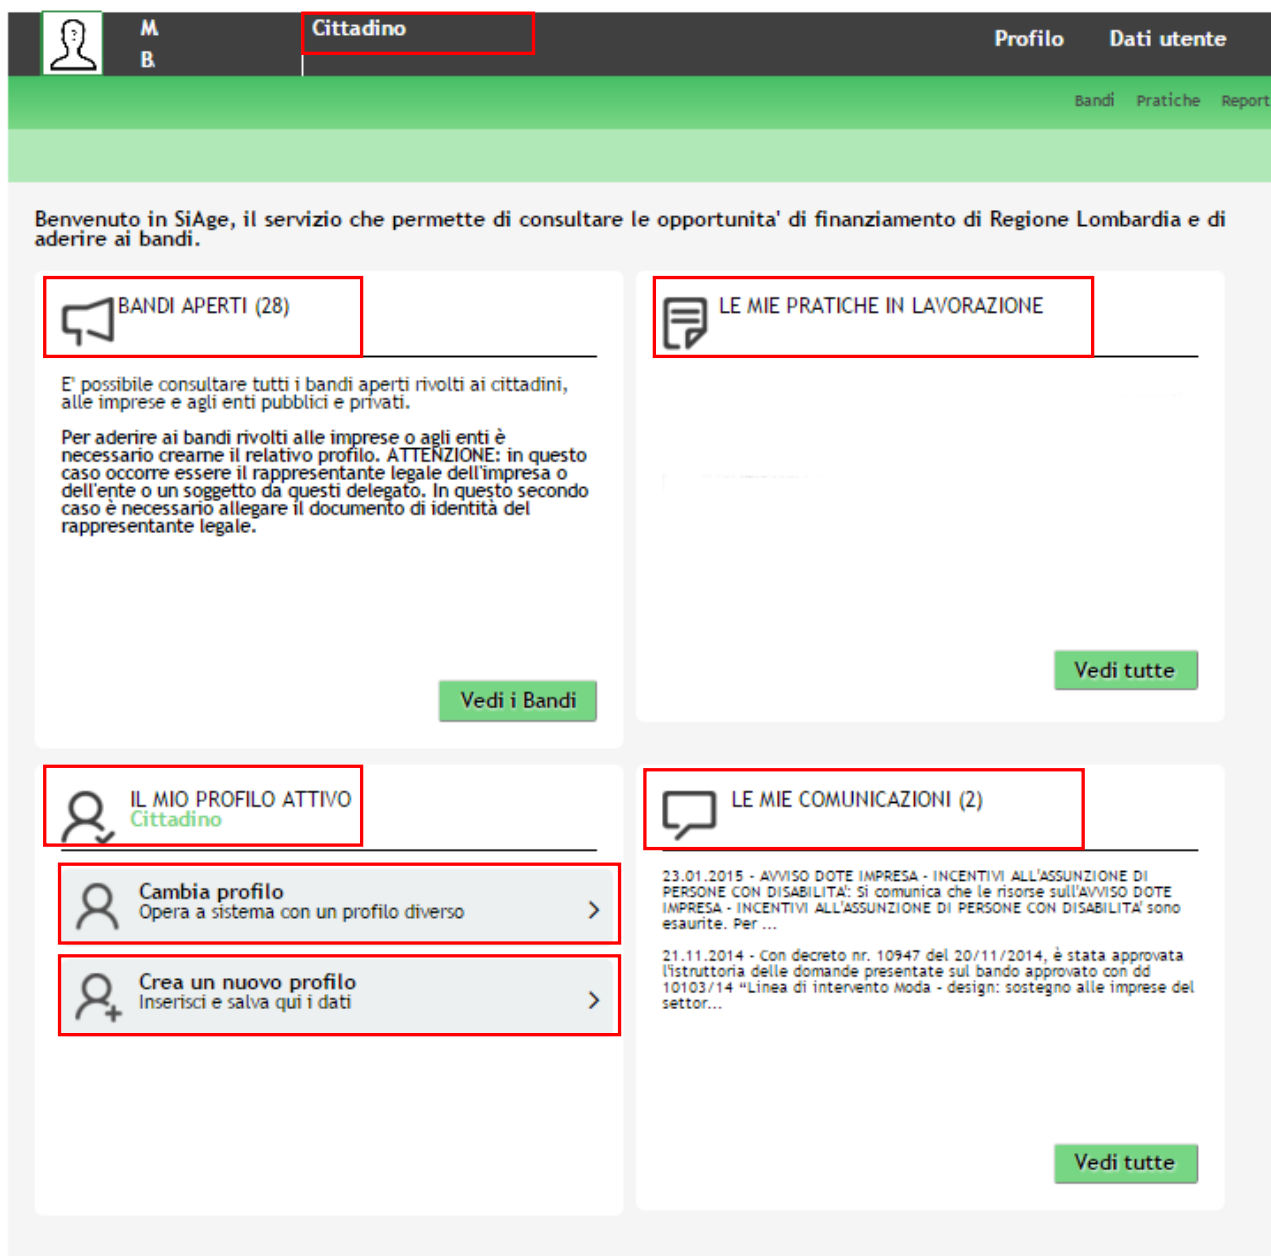 M.
B.
Cittadino
Profilo Dati utente
Bandi Pratiche Report
Benvenuto in SiAge, il servizio che permette di consultare le opportunita' di finanziamento di Regione Lombardia e di
aderire ai bandi.
BANDI APERTI (28)
E' possibile consultare tutti i bandi aperti rivolti ai cittadini,
alle imprese e agli enti pubblici e privati.
Per aderire ai bandi rivolti alle imprese o agli enti è
necessario crearne il relativo profilo. ATTENZIONE: in questo
caso occorre essere il rappresentante legale dell'impresa o
dell'ente o un soggetto da questi delegato. In questo secondo
caso è necessario allegare il documento di identità del
rappresentante legale.
Vedi i Bandi
LE MIE PRATICHE IN LAVORAZIONE
Vedi tutte
IL MIO PROFILO ATTIVO
Cittadino
Cambia profilo
Opera a sistema con un profilo diverso
Crea un nuovo profilo
Inserisci e salva qui i dati
LE MIE COMUNICAZIONI (2)
23.01.2015 - AVVISO DOTE IMPRESA - INCENTIVI ALL'ASSUNZIONE DI
PERSONE CON DISABILITA': Si comunica che le risorse sull'AVVISO DOTE
IMPRESA - INCENTIVI ALL'ASSUNZIONE DI PERSONE CON DISABILITA' sono
esaurite. Per ...
21.11.2014 - Con decreto nr. 10947 del 20/11/2014, è stata approvata
l'istruttoria delle domande presentate sul bando approvato con dd
10103/14 “Linea di intervento Moda - design: sostegno alle imprese del
settor...
Vedi tutte